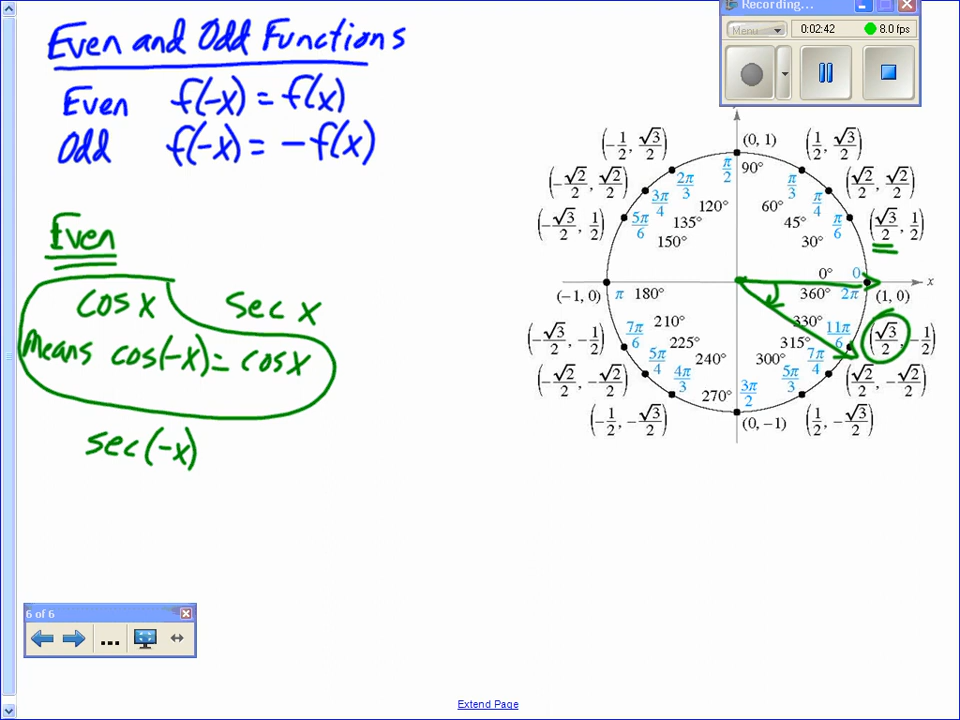 Recording...
Menu
0:02:42
8.0 fps
Even and Odd Functions
Even f(-x) = f(x)
Odd f(-x) = -f(x)
Even
cos x sec x
Means cos(-x) = cos x
sec(-x)
(0, 1)
90°
π/2
(1/2, √3/2)
π/3
60°
(√2/2, √2/2)
π/4
45°
(√3/2, 1/2)
π/6
30°
(-1/2, √3/2)
2π/3
120°
(-√2/2, √2/2)
3π/4
135°
(-√3/2, 1/2)
5π/6
150°
(-1, 0)
π 180°
0° 0
360° 2π (1, 0)
x
(-√3/2, -1/2)
7π/6
210°
(-√2/2, -√2/2)
5π/4
225°
(-1/2, -√3/2)
4π/3
240°
270°
3π/2
(0, -1)
300°
5π/3
(1/2, -√3/2)
315°
7π/4
(√2/2, -√2/2)
330°
11π/6
(√3/2, -1/2)
6 of 6
...
Extend Page